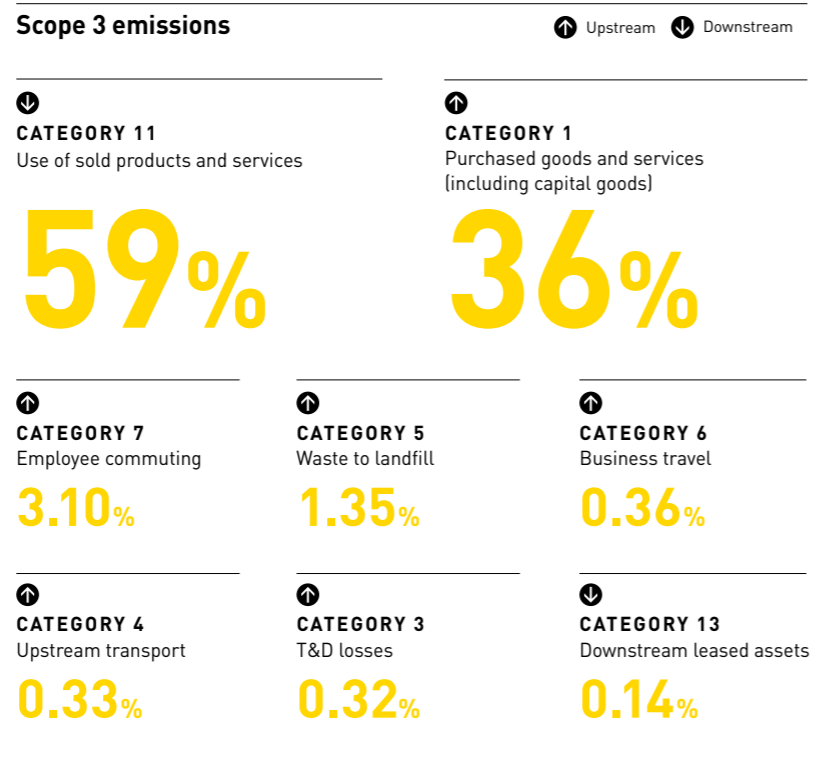 Scope 3 emissions
Upstream
Downstream
CATEGORY 11
Use of sold products and services
59%
CATEGORY 1
Purchased goods and services
(including capital goods)
36%
CATEGORY 7
Employee commuting
3.10%
CATEGORY 5
Waste to landfill
1.35%
CATEGORY 6
Business travel
0.36%
CATEGORY 4
Upstream transport
0.33%
CATEGORY 3
T&D losses
0.32%
CATEGORY 13
Downstream leased assets
0.14%